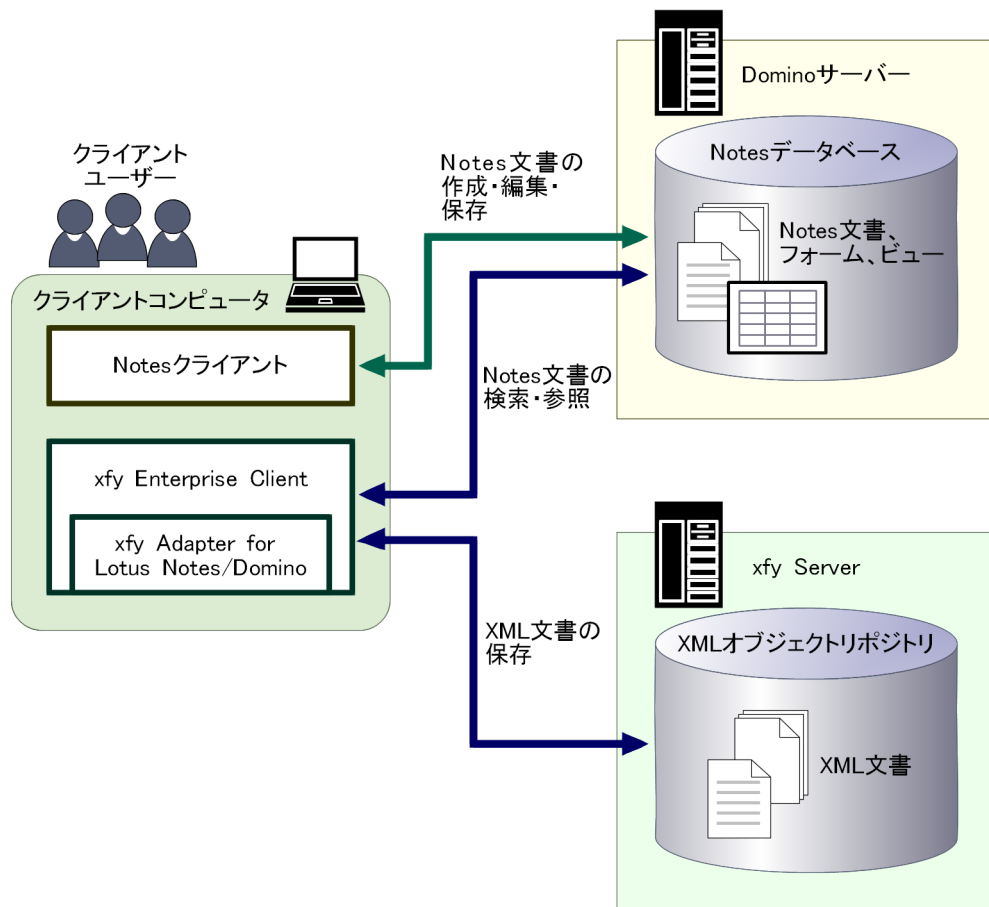 Dominoサーバー
Notesデータベース
Notes文書、
フォーム、ビュー
クライアント
ユーザー
Notes文書の
作成・編集・
保存
クライアントコンピュータ
Notesクライアント
Notes文書の
検索・参照
xfy Enterprise Client
xfy Adapter for
Lotus Notes/Domino
XML文書の
保存
xfy Server
XMLオブジェクトリポジトリ
XML文書